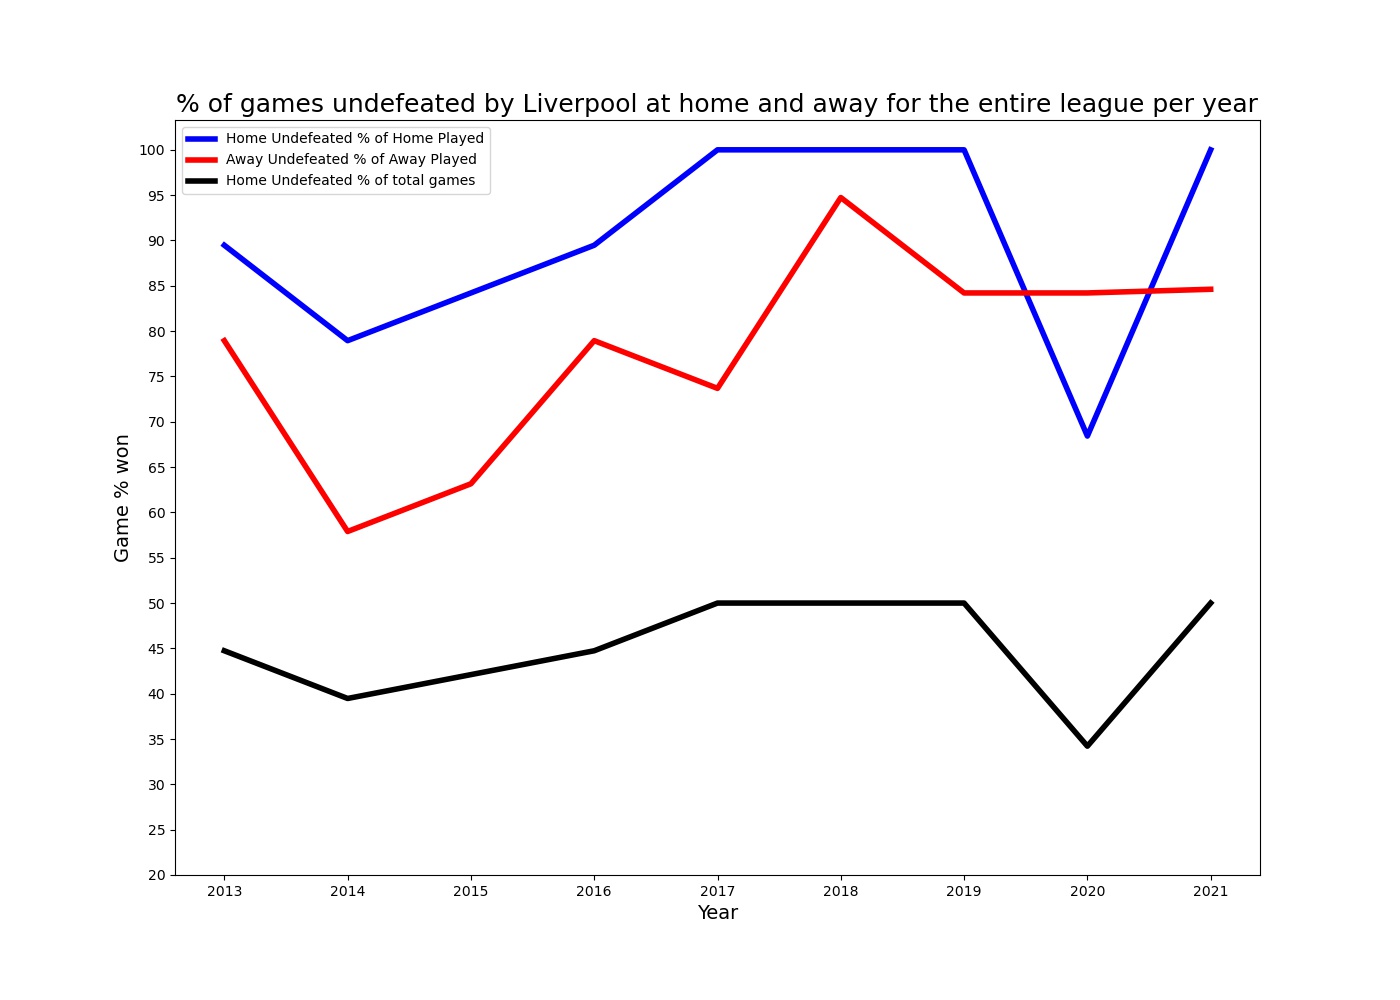 % of games undefeated by Liverpool at home and away for the entire league per year
Home Undefeated % of Home Played
Away Undefeated % of Away Played
Home Undefeated % of total games
100
95
90
85
80
75
70
65
60
55
50
45
40
35
30
25
20
Game % won
2013 2014 2015 2016 2017 2018 2019 2020 2021
Year